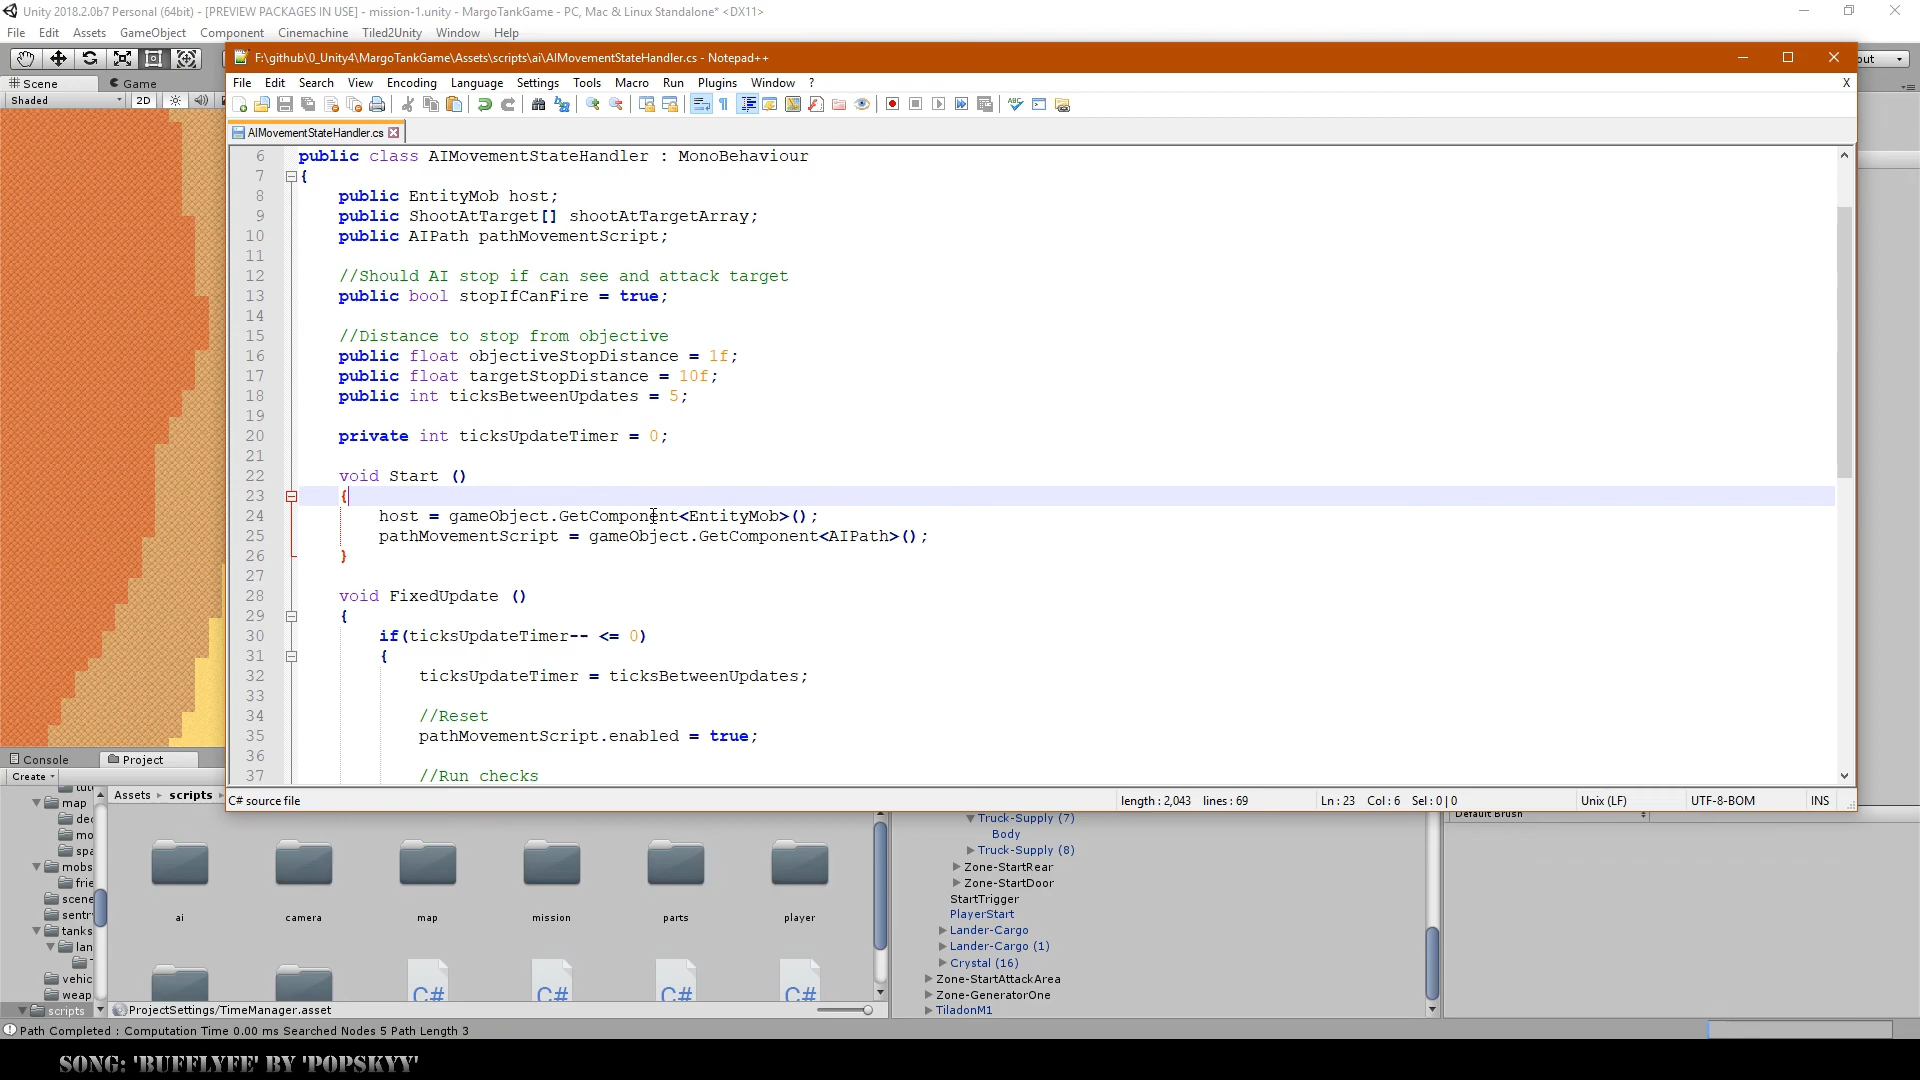 Unity 2018.2.0b7 Personal (64bit) - [PREVIEW PACKAGES IN USE] - mission-1.unity - MargoTankGame - PC, Mac & Linux Standalone* <DX11>
File Edit Assets GameObject Component Cinemachine Tiled2Unity Window Help
F:\github\0_Unity4\MargoTankGame\Assets\scripts\ai\AIMovementStateHandler.cs - Notepad++
File Edit Search View Encoding Language Settings Tools Macro Run Plugins Window ? X
Scene Game
Shaded 2D
AIMovementStateHandler.cs
6 public class AIMovementStateHandler : MonoBehaviour
7 {
8 public EntityMob host;
9 public ShootAtTarget[] shootAtTargetArray;
10 public AIPath pathMovementScript;
11
12 //Should AI stop if can see and attack target
13 public bool stopIfCanFire = true;
14
15 //Distance to stop from objective
16 public float objectiveStopDistance = 1f;
17 public float targetStopDistance = 10f;
18 public int ticksBetweenUpdates = 5;
19
20 private int ticksUpdateTimer = 0;
21
22 void Start ()
23 {
24 host = gameObject.GetComponent<EntityMob>();
25 pathMovementScript = gameObject.GetComponent<AIPath>();
26 }
27
28 void FixedUpdate ()
29 {
30 if(ticksUpdateTimer-- <= 0)
31 {
32 ticksUpdateTimer = ticksBetweenUpdates;
33
34 //Reset
35 pathMovementScript.enabled = true;
36
37 //Run checks
C# source file length : 2,043 lines : 69 Ln : 23 Col : 6 Sel : 0 | 0 Unix (LF) UTF-8-BOM INS
Console Project
Create
Assets scripts
map
dec
mo
spa
mobs
frie
scene
sentr
tanks
lan
vehic
weap
scripts
ai camera map mission parts player
C# C# C# C#
ProjectSettings/TimeManager.asset
Truck-Supply (7)
Body
Truck-Supply (8)
Zone-StartRear
Zone-StartDoor
StartTrigger
PlayerStart
Lander-Cargo
Lander-Cargo (1)
Crystal (16)
Zone-StartAttackArea
Zone-GeneratorOne
TiladonM1
Default Brush
Path Completed : Computation Time 0.00 ms Searched Nodes 5 Path Length 3
SONG: 'BUFFLYFE' BY 'POPSKYY'